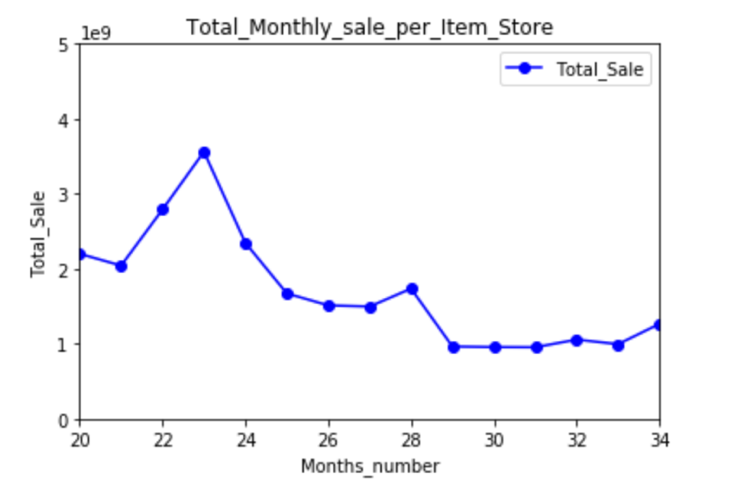 Total_Monthly_sale_per_Item_Store
1e9
Total_Sale
5
4
3
2
1
0
Total_Sale
20 22 24 26 28 30 32 34
Months_number